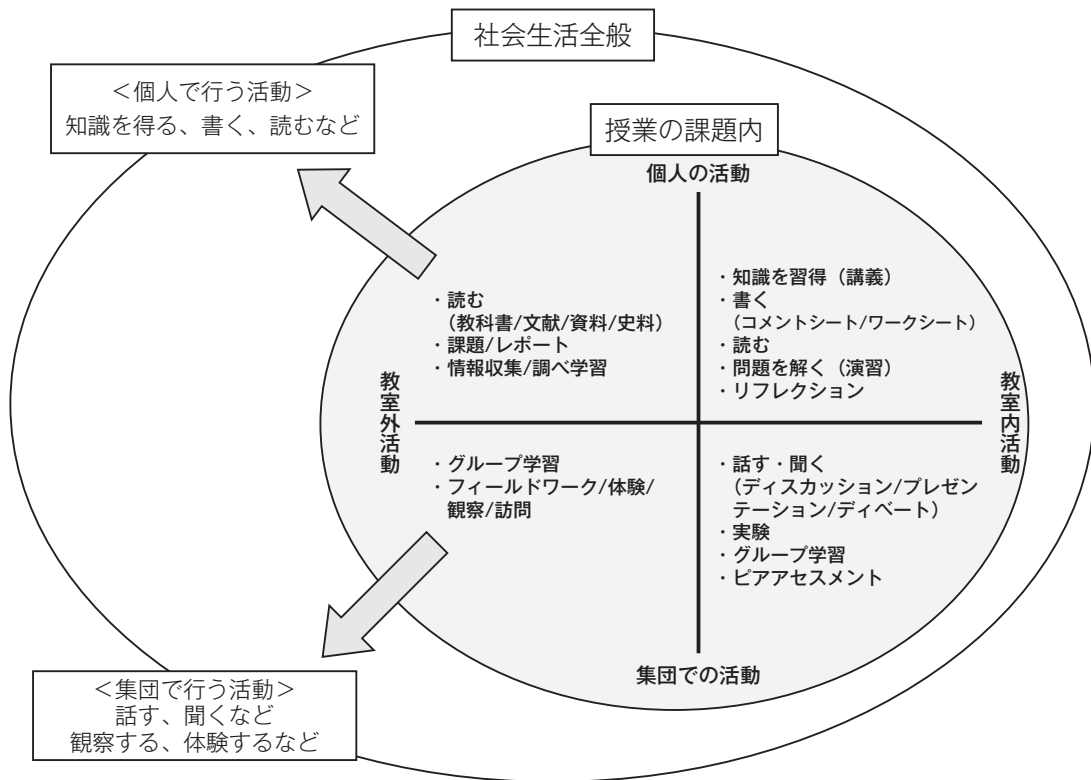 社会生活全般
＜個人で行う活動＞
知識を得る、書く、読むなど
授業の課題内
個人の活動
・読む
（教科書/文献/資料/史料）
・課題/レポート
・情報収集/調べ学習
・知識を習得（講義）
・書く
（コメントシート/ワークシート）
・読む
・問題を解く（演習）
・リフレクション
教室外活動
教室内活動
・グループ学習
・フィールドワーク/体験/
観察/訪問
・話す・聞く
（ディスカッション/プレゼン
テーション/ディベート）
・実験
・グループ学習
・ピアアセスメント
集団での活動
＜集団で行う活動＞
話す、聞くなど
観察する、体験するなど